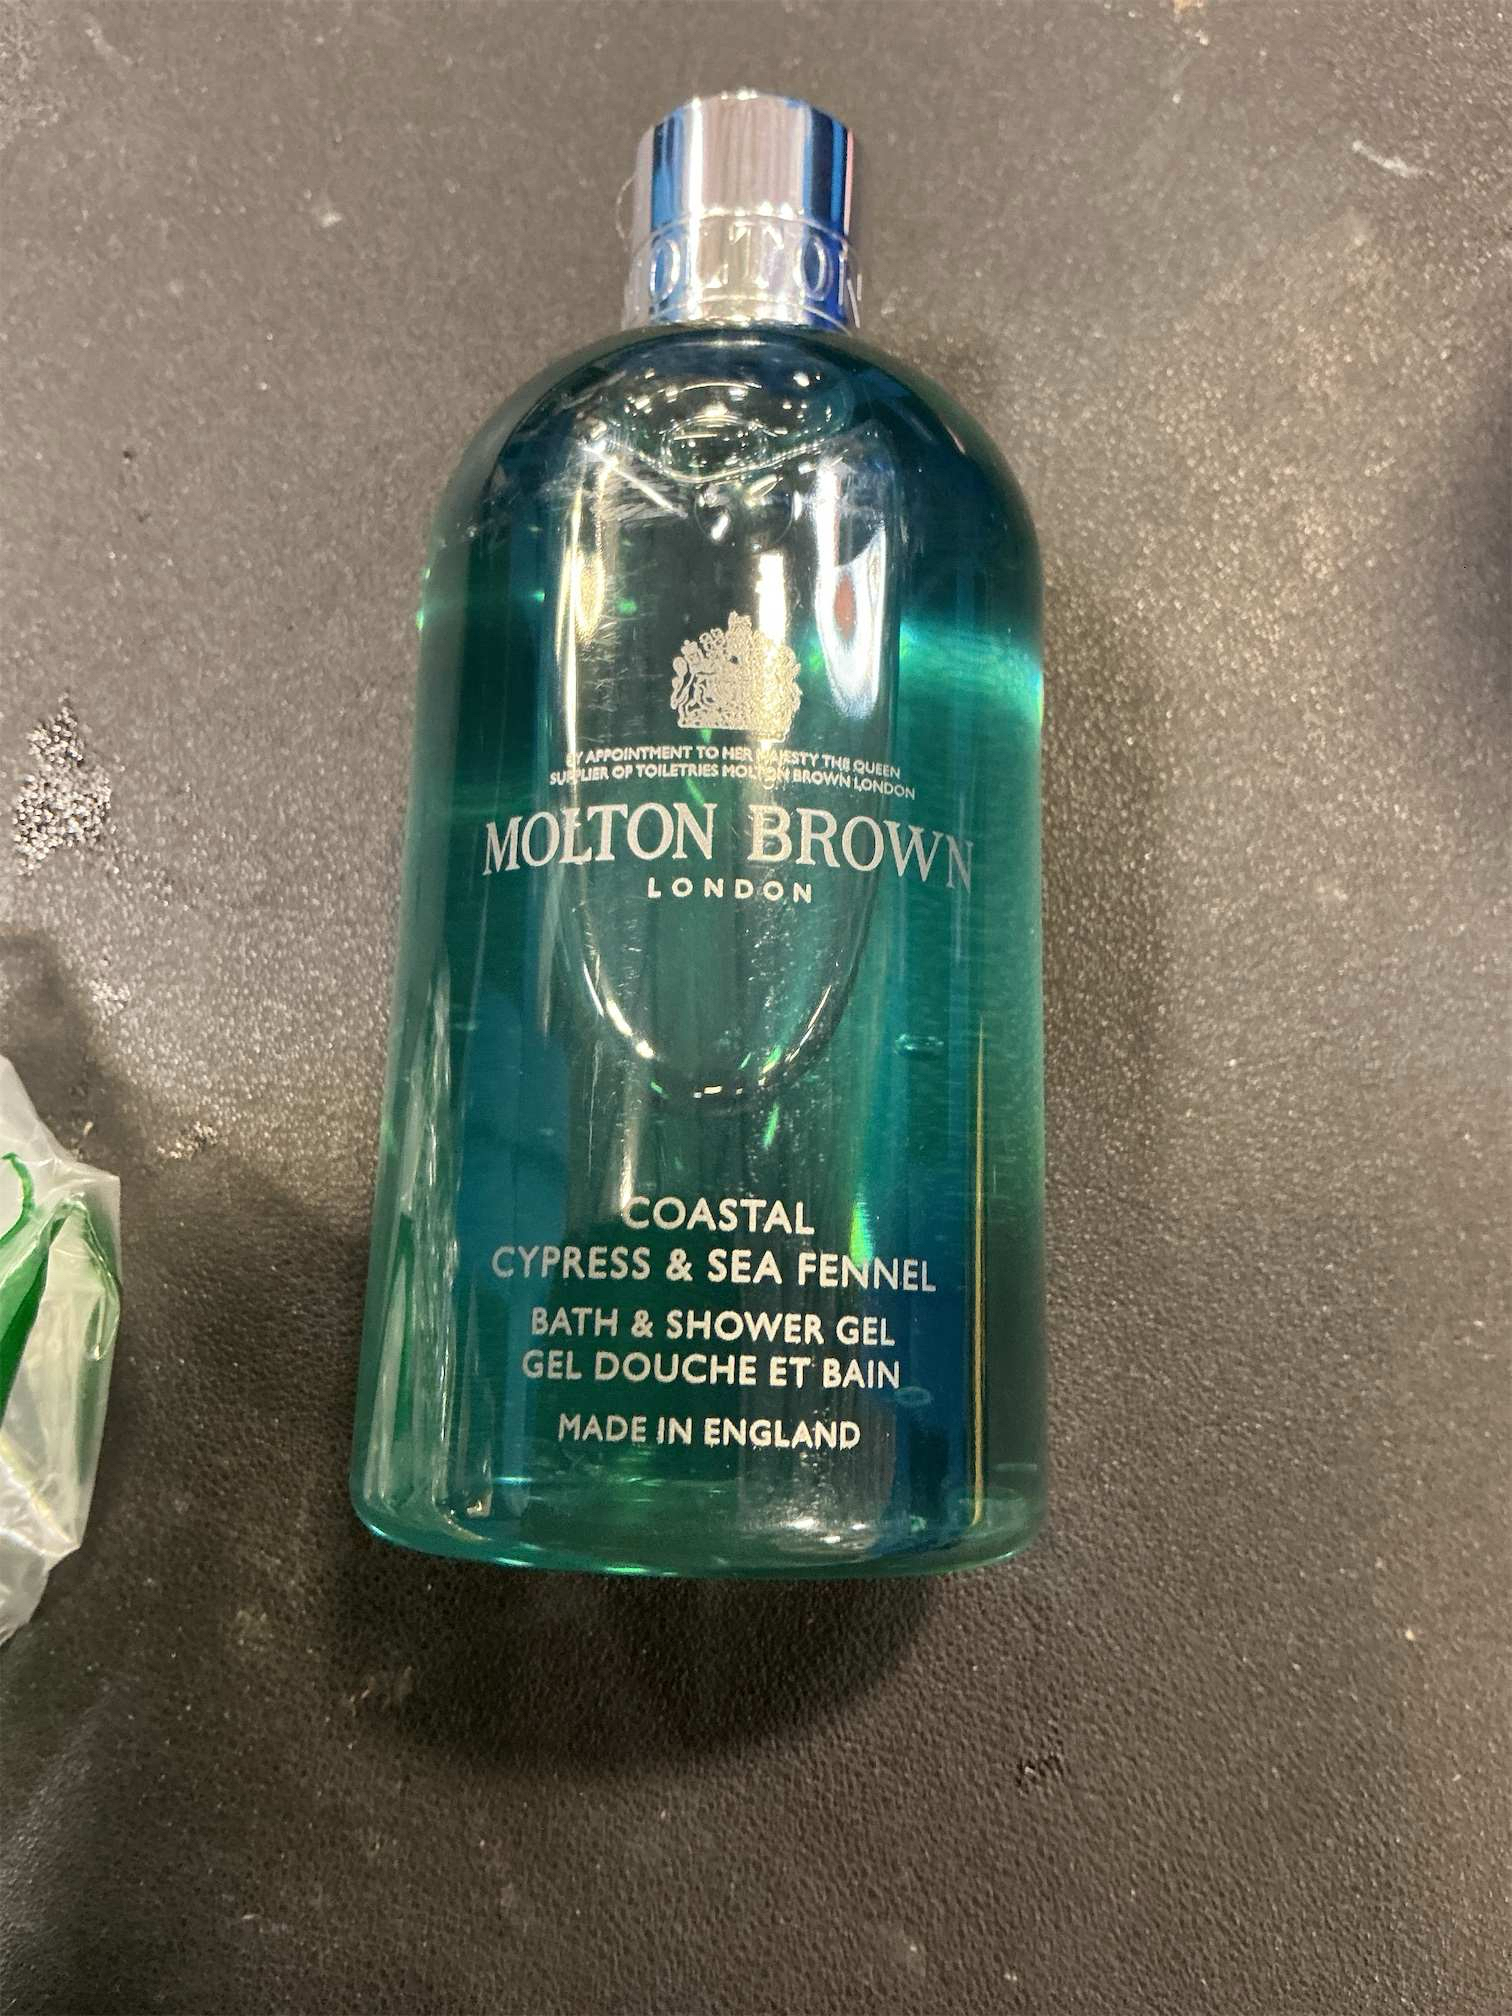 OLTON
BY APPOINTMENT TO HER MAJESTY THE QUEEN
SUPPLIER OF TOILETRIES MOLTON BROWN LONDON
MOLTON BROWN
LONDON
COASTAL
CYPRESS & SEA FENNEL
BATH & SHOWER GEL
GEL DOUCHE ET BAIN
MADE IN ENGLAND